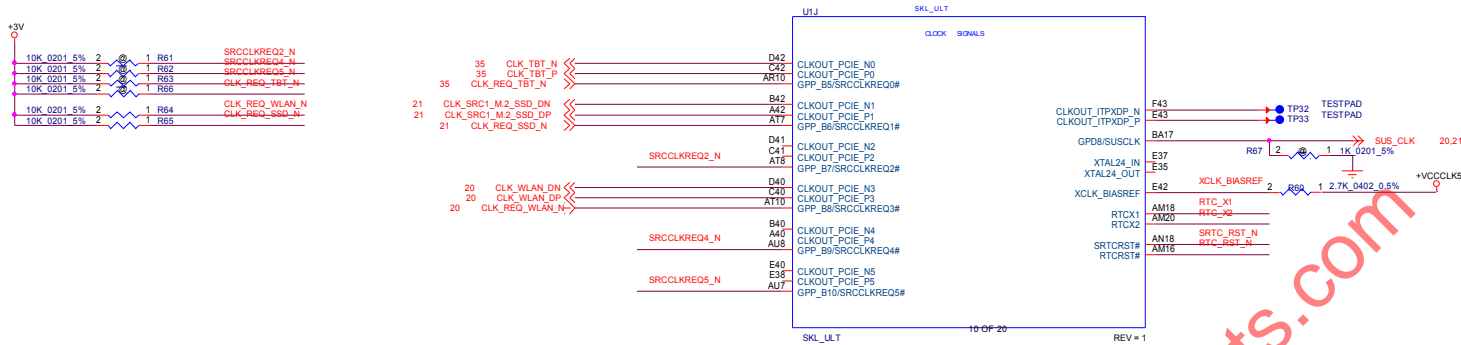 +3V
10K_0201_5% 2 @ 1 R61 SRCCLKREQ2_N
10K_0201_5% 2 @ 1 R62 SRCCLKREQ4_N
10K_0201_5% 2 @ 1 R63 SRCCLKREQ5_N
10K_0201_5% 2 @ 1 R66 CLK_REQ_TBT_N
10K_0201_5% 2 1 R64 CLK_REQ_WLAN_N
10K_0201_5% 2 1 R65 CLK_REQ_SSD_N
U1J
SKL_ULT
CLOCK SIGNALS
35 CLK_TBT_N D42 CLKOUT_PCIE_N0
35 CLK_TBT_P C42 CLKOUT_PCIE_P0
35 CLK_REQ_TBT_N AR10 GPP_B5/SRCCLKREQ0#
21 CLK_SRC1_M.2_SSD_DN B42 CLKOUT_PCIE_N1
21 CLK_SRC1_M.2_SSD_DP A42 CLKOUT_PCIE_P1
21 CLK_REQ_SSD_N AT7 GPP_B6/SRCCLKREQ1#
D41 CLKOUT_PCIE_N2
C41 CLKOUT_PCIE_P2
SRCCLKREQ2_N AT8 GPP_B7/SRCCLKREQ2#
20 CLK_WLAN_DN D40 CLKOUT_PCIE_N3
20 CLK_WLAN_DP C40 CLKOUT_PCIE_P3
20 CLK_REQ_WLAN_N AT10 GPP_B8/SRCCLKREQ3#
B40 CLKOUT_PCIE_N4
A40 CLKOUT_PCIE_P4
SRCCLKREQ4_N AU8 GPP_B9/SRCCLKREQ4#
E40 CLKOUT_PCIE_N5
E38 CLKOUT_PCIE_P5
SRCCLKREQ5_N AU7 GPP_B10/SRCCLKREQ5#
CLKOUT_ITPXDP_N F43 TP32 TESTPAD
CLKOUT_ITPXDP_P E43 TP33 TESTPAD
GPD8/SUSCLK BA17 SUS_CLK 20,21
R67 2 @ 1 1K_0201_5%
XTAL24_IN E37
XTAL24_OUT E35
XCLK_BIASREF E42 XCLK_BIASREF 2 R60 1 2.7K_0402_0.5% +VCCCLK5
RTCX1 AM18 RTC_X1
RTCX2 AM20 RTC_X2
SRTCRST# AN18 SRTC_RST_N
RTCRST# AM16 RTC_RST_N
SKL_ULT
10 OF 20
REV = 1
ts.com